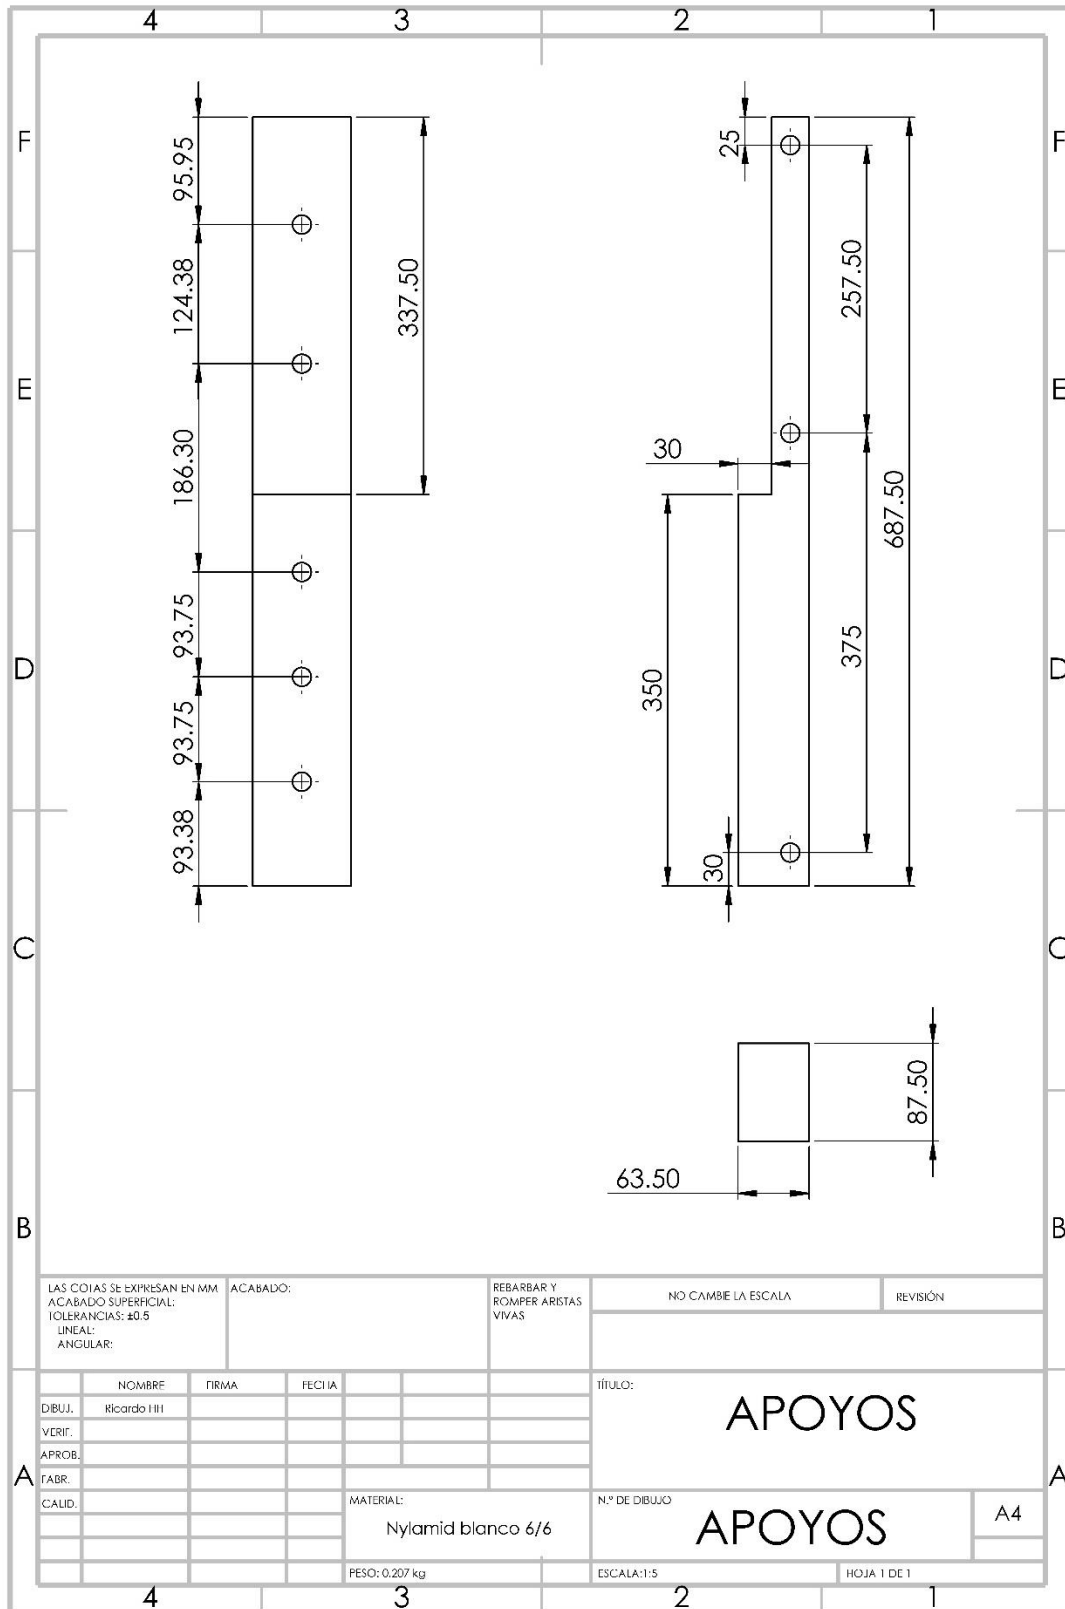 4 3 2 1
F F
E E
D D
C C
B B
A A
95.95
124.38
186.30
93.75
93.75
93.38
337.50
25
257.50
30
375
687.50
350
30
87.50
63.50
LAS COTAS SE EXPRESAN EN MM
ACABADO SUPERFICIAL:
TOLERANCIAS: ±0.5
LINEAL:
ANGULAR:
ACABADO:
REBARBAR Y
ROMPER ARISTAS
VIVAS
NO CAMBIE LA ESCALA
REVISIÓN
NOMBRE FIRMA FECHA
DIBUJ. Ricardo HH
VERIF.
APROB.
FABR.
CALID.
TÍTULO:
APOYOS
MATERIAL:
Nylamid blanco 6/6
N.º DE DIBUJO
APOYOS
A4
PESO: 0.207 kg
ESCALA:1:5
HOJA 1 DE 1
4 3 2 1